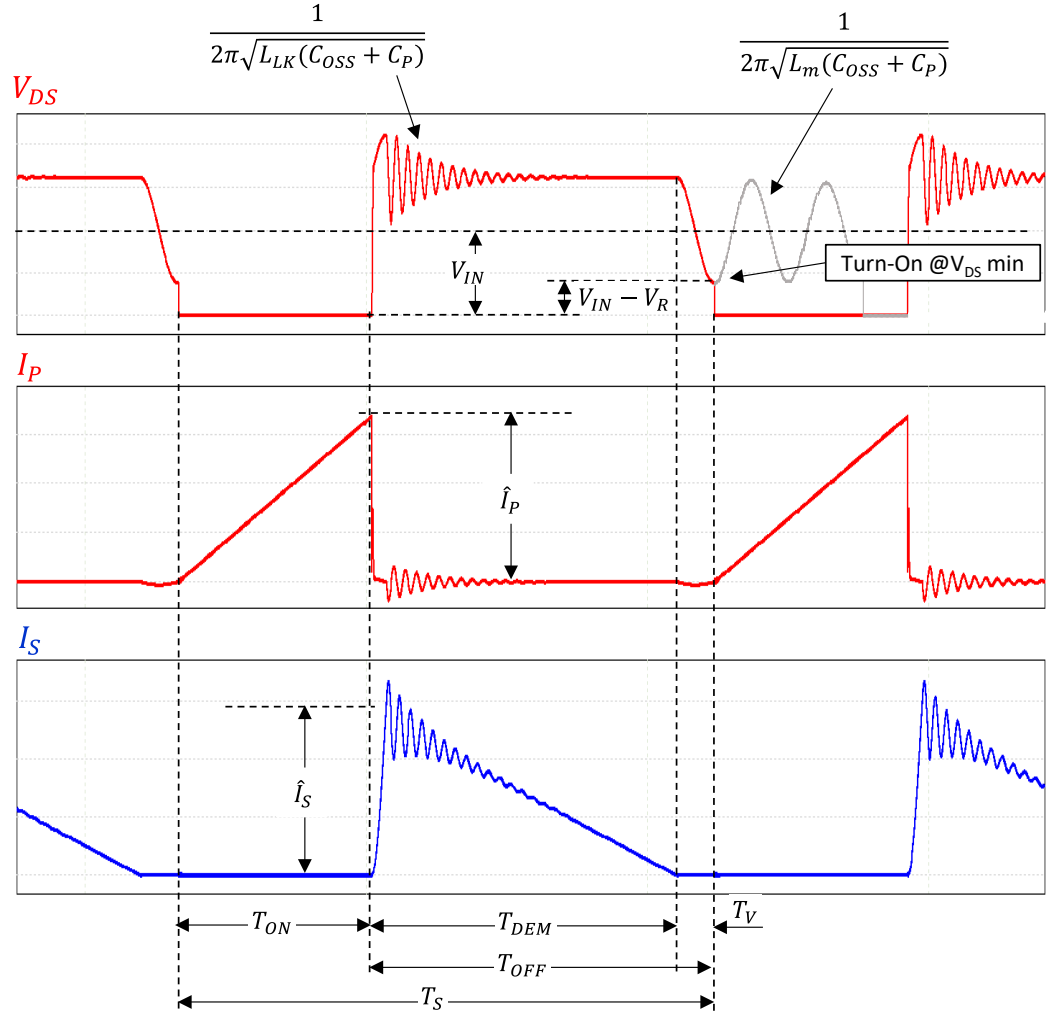 1
2π√L_LK(C_OSS + C_P)
1
2π√L_m(C_OSS + C_P)
V_DS
V_IN
V_IN − V_R
Turn-On @V_DS min
I_P
Î_P
I_S
Î_S
T_ON
T_DEM
T_V
T_OFF
T_S